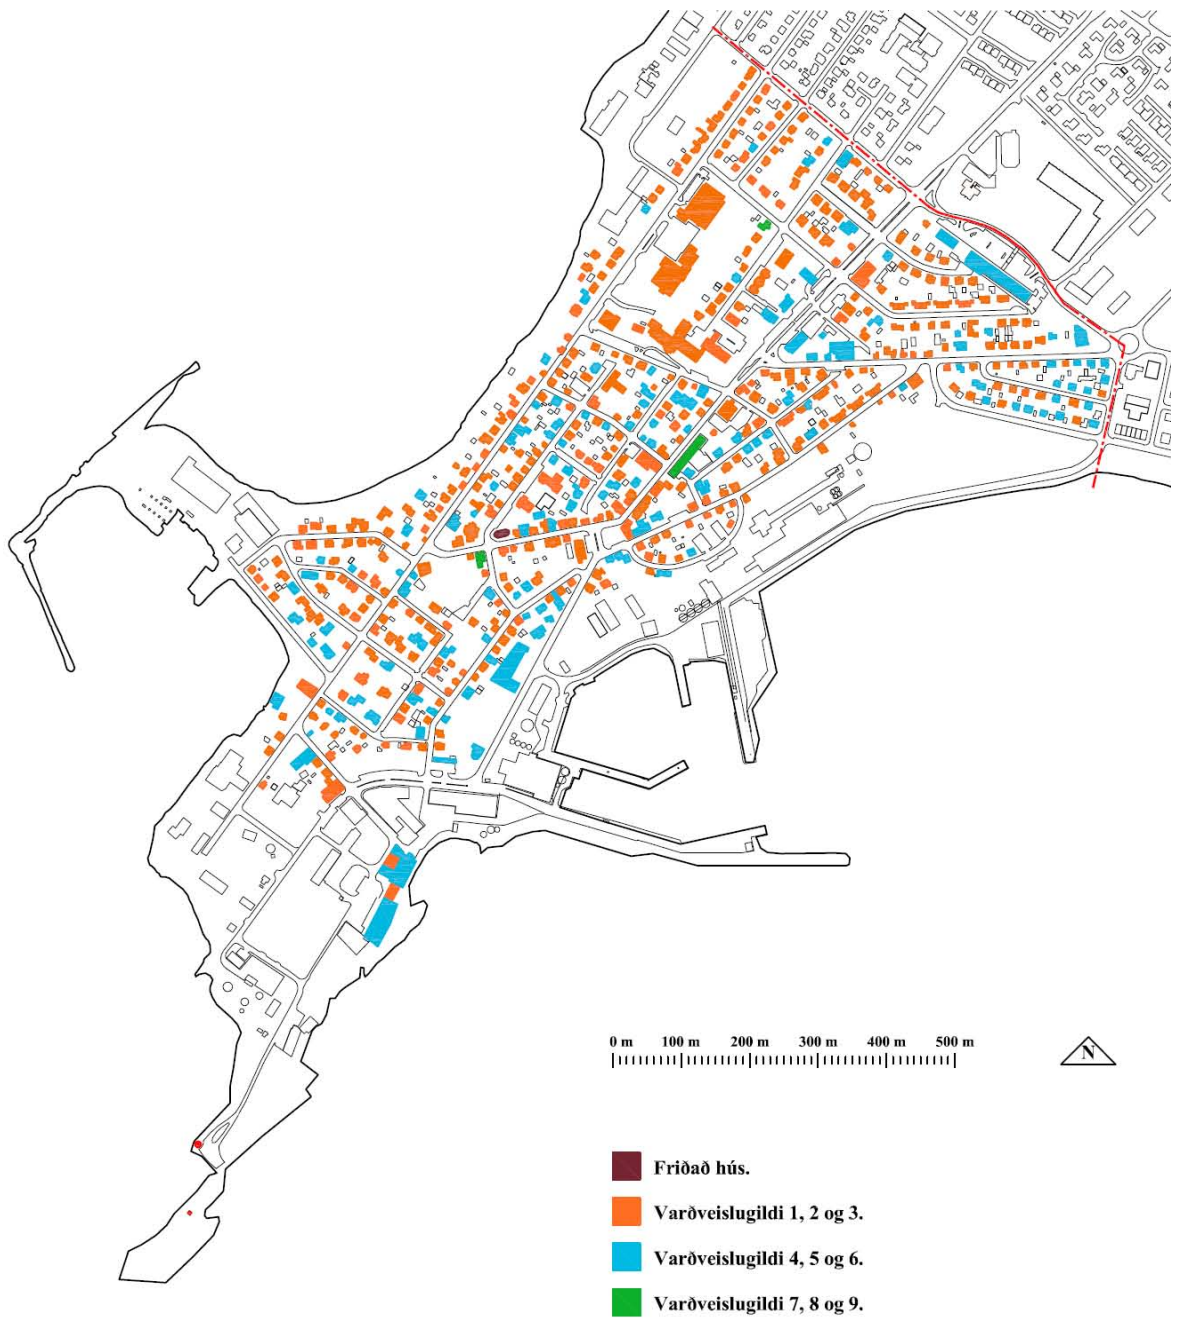 0 m 100 m 200 m 300 m 400 m 500 m
N
Friðað hús.
Varðveislugildi 1, 2 og 3.
Varðveislugildi 4, 5 og 6.
Varðveislugildi 7, 8 og 9.